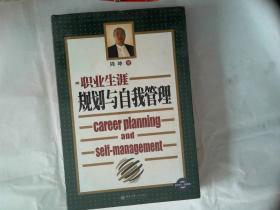 职业生涯
规划与自我管理
career planning
and
self-management